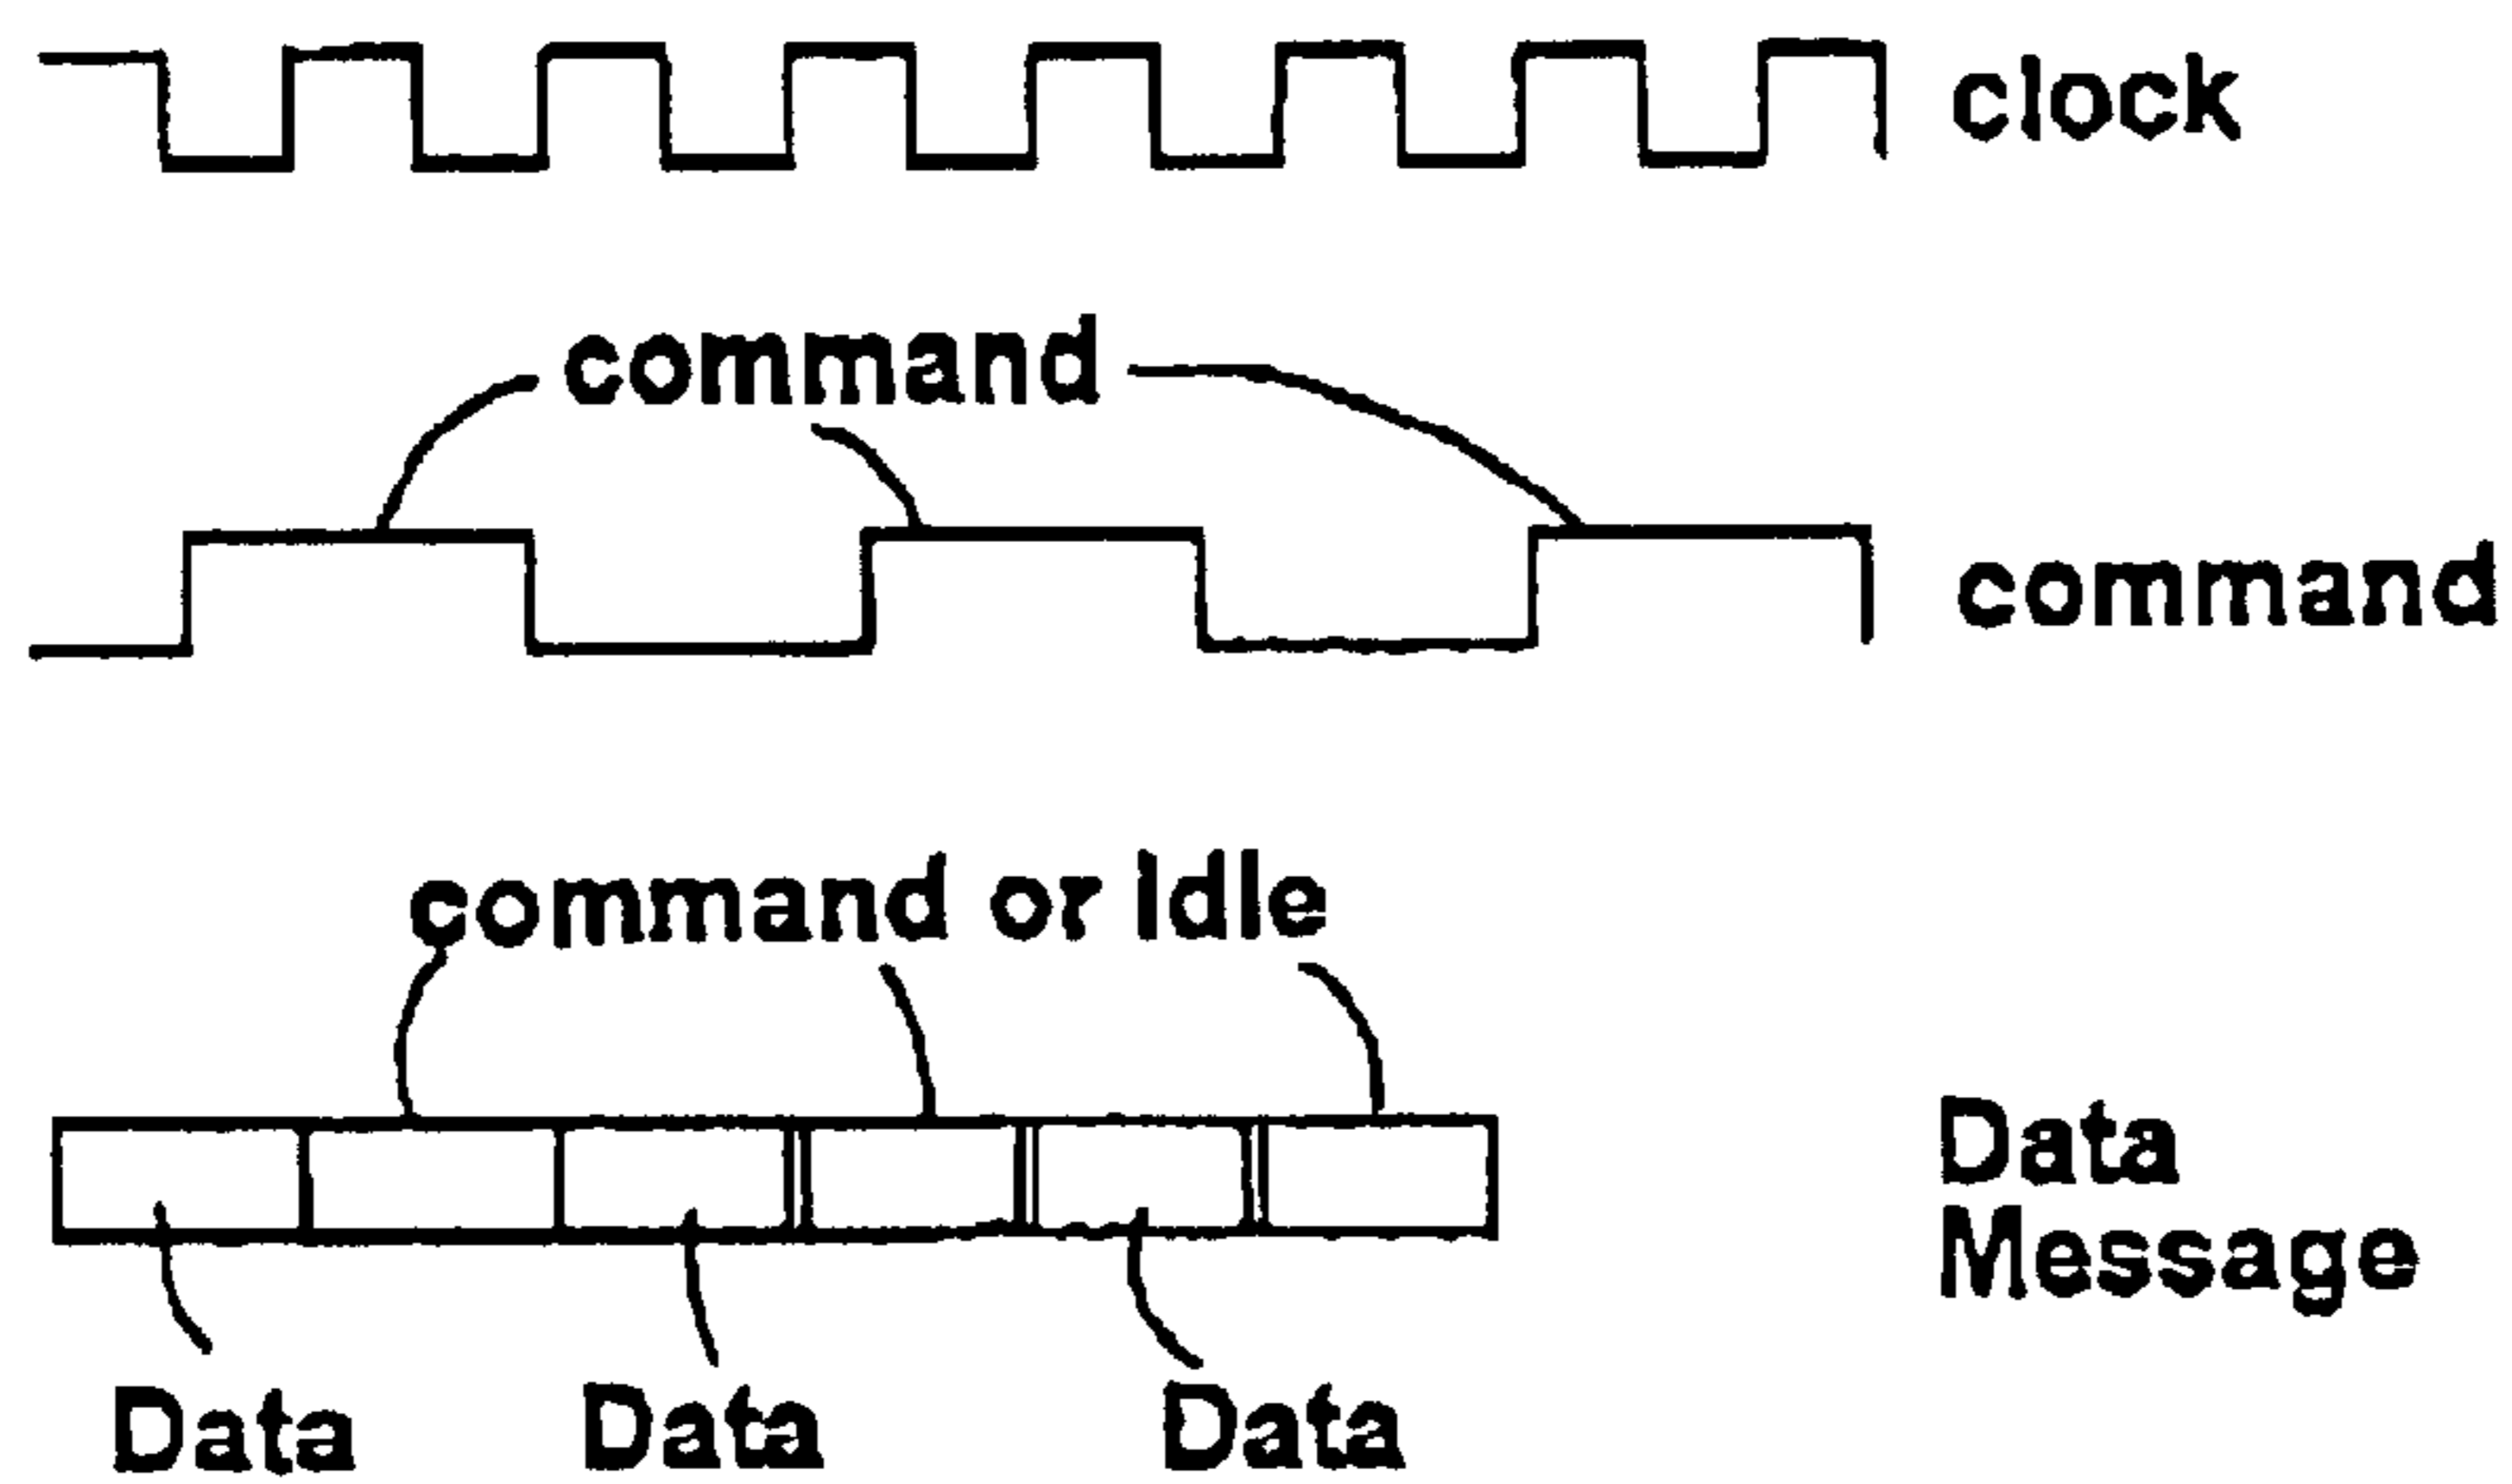 clock
command
command
command or Idle
Data
Message
Data Data Data